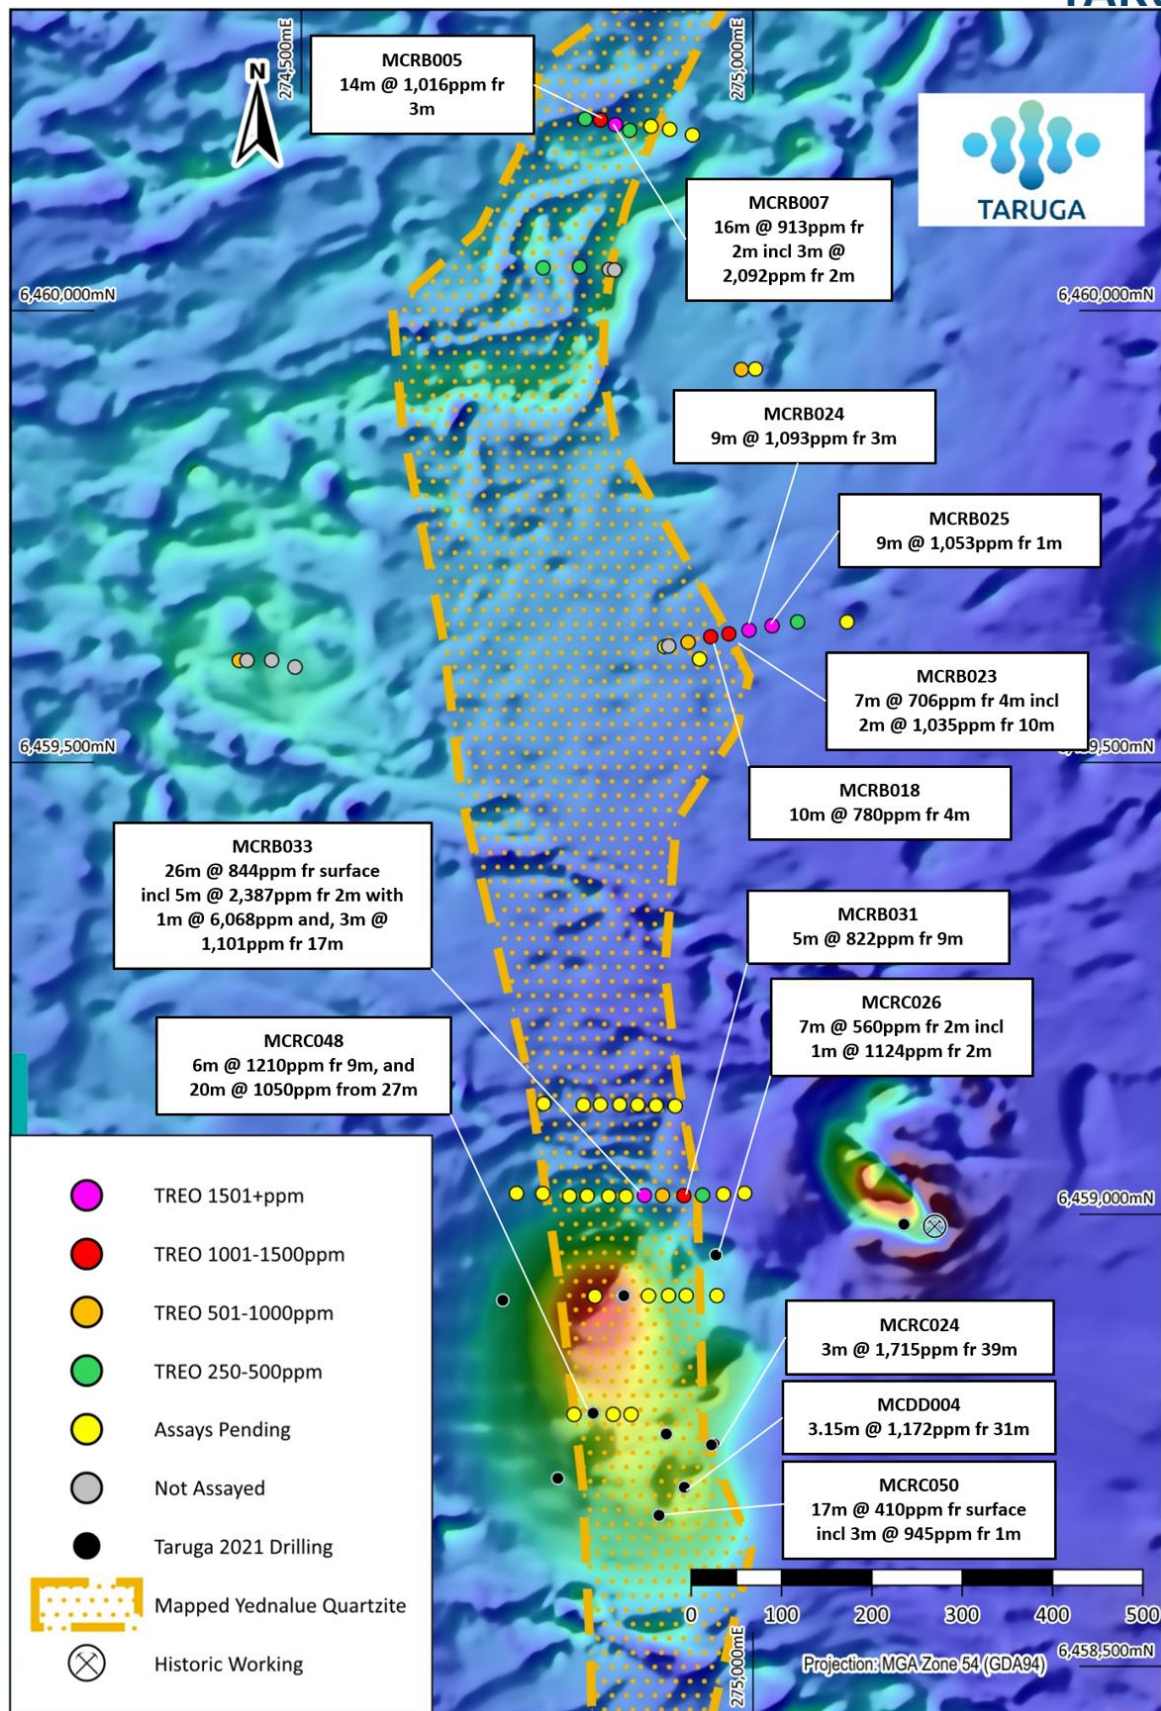 274,500mE
275,000mE
N
MCRB005
14m @ 1,016ppm fr
3m
TARUGA
MCRB007
16m @ 913ppm fr
2m incl 3m @
2,092ppm fr 2m
6,460,000mN
6,460,000mN
MCRB024
9m @ 1,093ppm fr 3m
MCRB025
9m @ 1,053ppm fr 1m
MCRB023
7m @ 706ppm fr 4m incl
2m @ 1,035ppm fr 10m
6,459,500mN
MCRB018
10m @ 780ppm fr 4m
MCRB033
26m @ 844ppm fr surface
incl 5m @ 2,387ppm fr 2m with
1m @ 6,068ppm and, 3m @
1,101ppm fr 17m
MCRB031
5m @ 822ppm fr 9m
MCRC026
7m @ 560ppm fr 2m incl
1m @ 1124ppm fr 2m
MCRC048
6m @ 1210ppm fr 9m, and
20m @ 1050ppm from 27m
6,459,000mN
TREO 1501+ppm
TREO 1001-1500ppm
TREO 501-1000ppm
TREO 250-500ppm
Assays Pending
Not Assayed
Taruga 2021 Drilling
Mapped Yednalue Quartzite
Historic Working
MCRC024
3m @ 1,715ppm fr 39m
MCDD004
3.15m @ 1,172ppm fr 31m
MCRC050
17m @ 410ppm fr surface
incl 3m @ 945ppm fr 1m
0 100 200 300 400 500
275,000mE
6,458,500mN
Projection: MGA Zone 54 (GDA94)